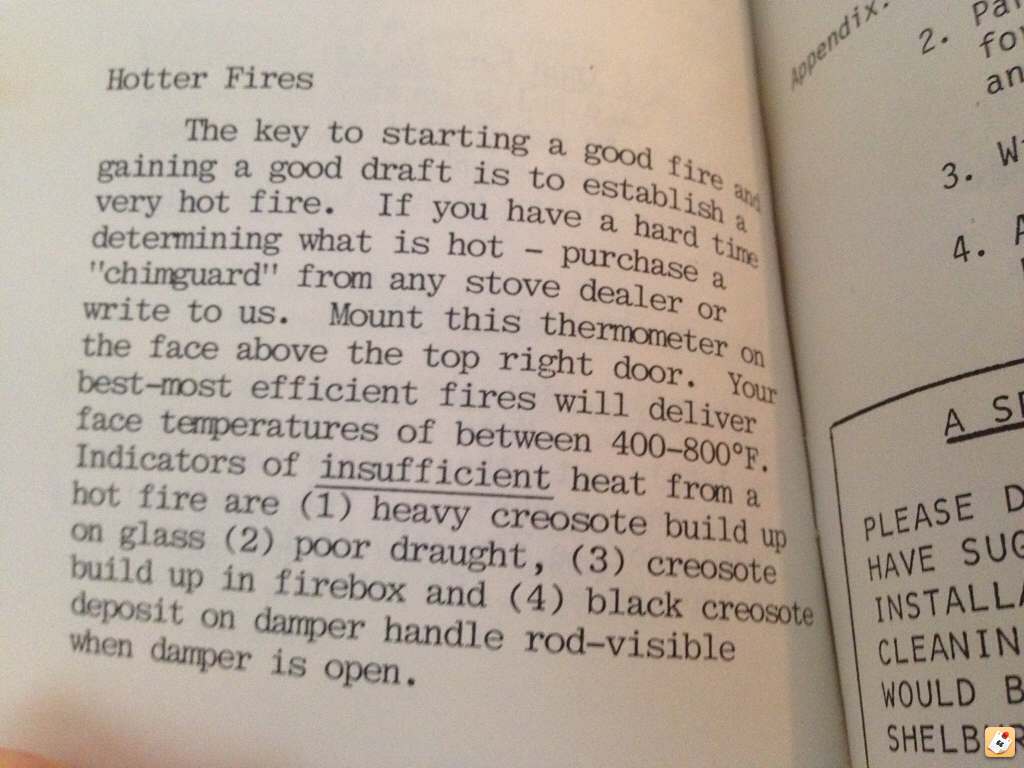 Hotter Fires
The key to starting a good fire and
gaining a good draft is to establish a
very hot fire. If you have a hard time
determining what is hot - purchase a
"chimguard" from any stove dealer or
write to us. Mount this thermometer on
the face above the top right door. Your
best-most efficient fires will deliver
face temperatures of between 400-800°F.
Indicators of insufficient heat from a
hot fire are (1) heavy creosote build up
on glass (2) poor draught, (3) creosote
build up in firebox and (4) black creosote
deposit on damper handle rod-visible
when damper is open.
Appendix.
2.
3.
4.
A
PLEASE
HAVE
CLEANIN
WOULD B